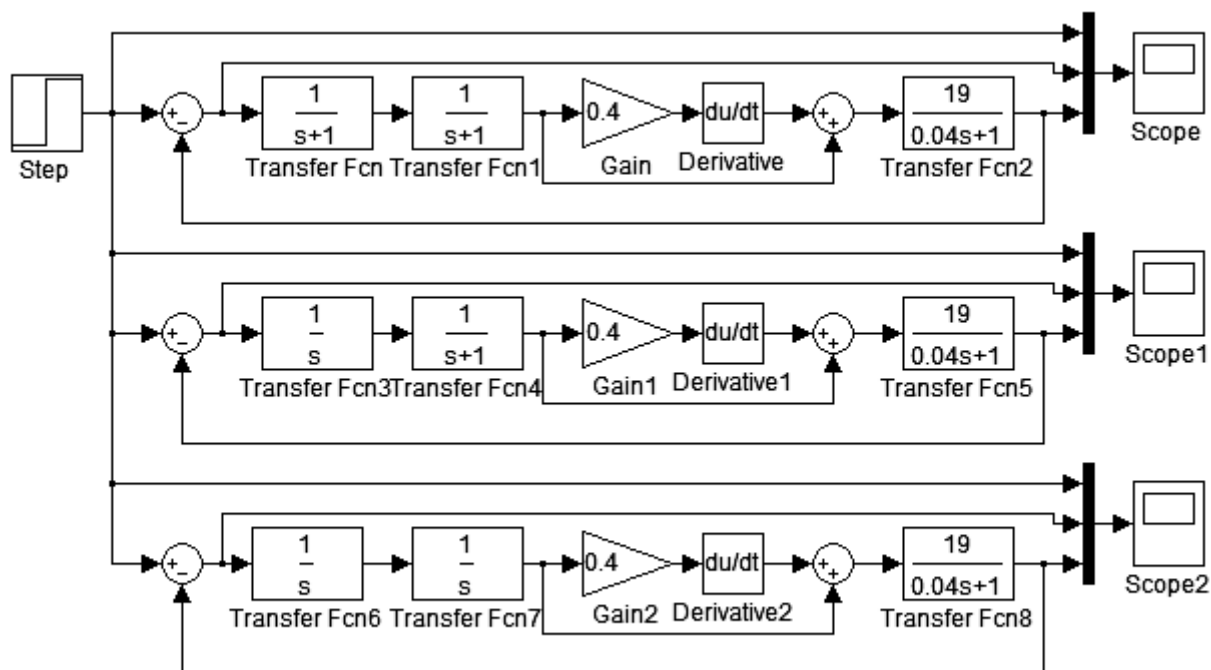 Step
+
−
1
s+1
Transfer Fcn
1
s+1
Transfer Fcn1
0.4
Gain
du/dt
Derivative
+
+
19
0.04s+1
Transfer Fcn2
Scope
+
−
1
s
Transfer Fcn3
1
s+1
Transfer Fcn4
0.4
Gain1
du/dt
Derivative1
+
+
19
0.04s+1
Transfer Fcn5
Scope1
+
−
1
s
Transfer Fcn6
1
s
Transfer Fcn7
0.4
Gain2
du/dt
Derivative2
+
+
19
0.04s+1
Transfer Fcn8
Scope2